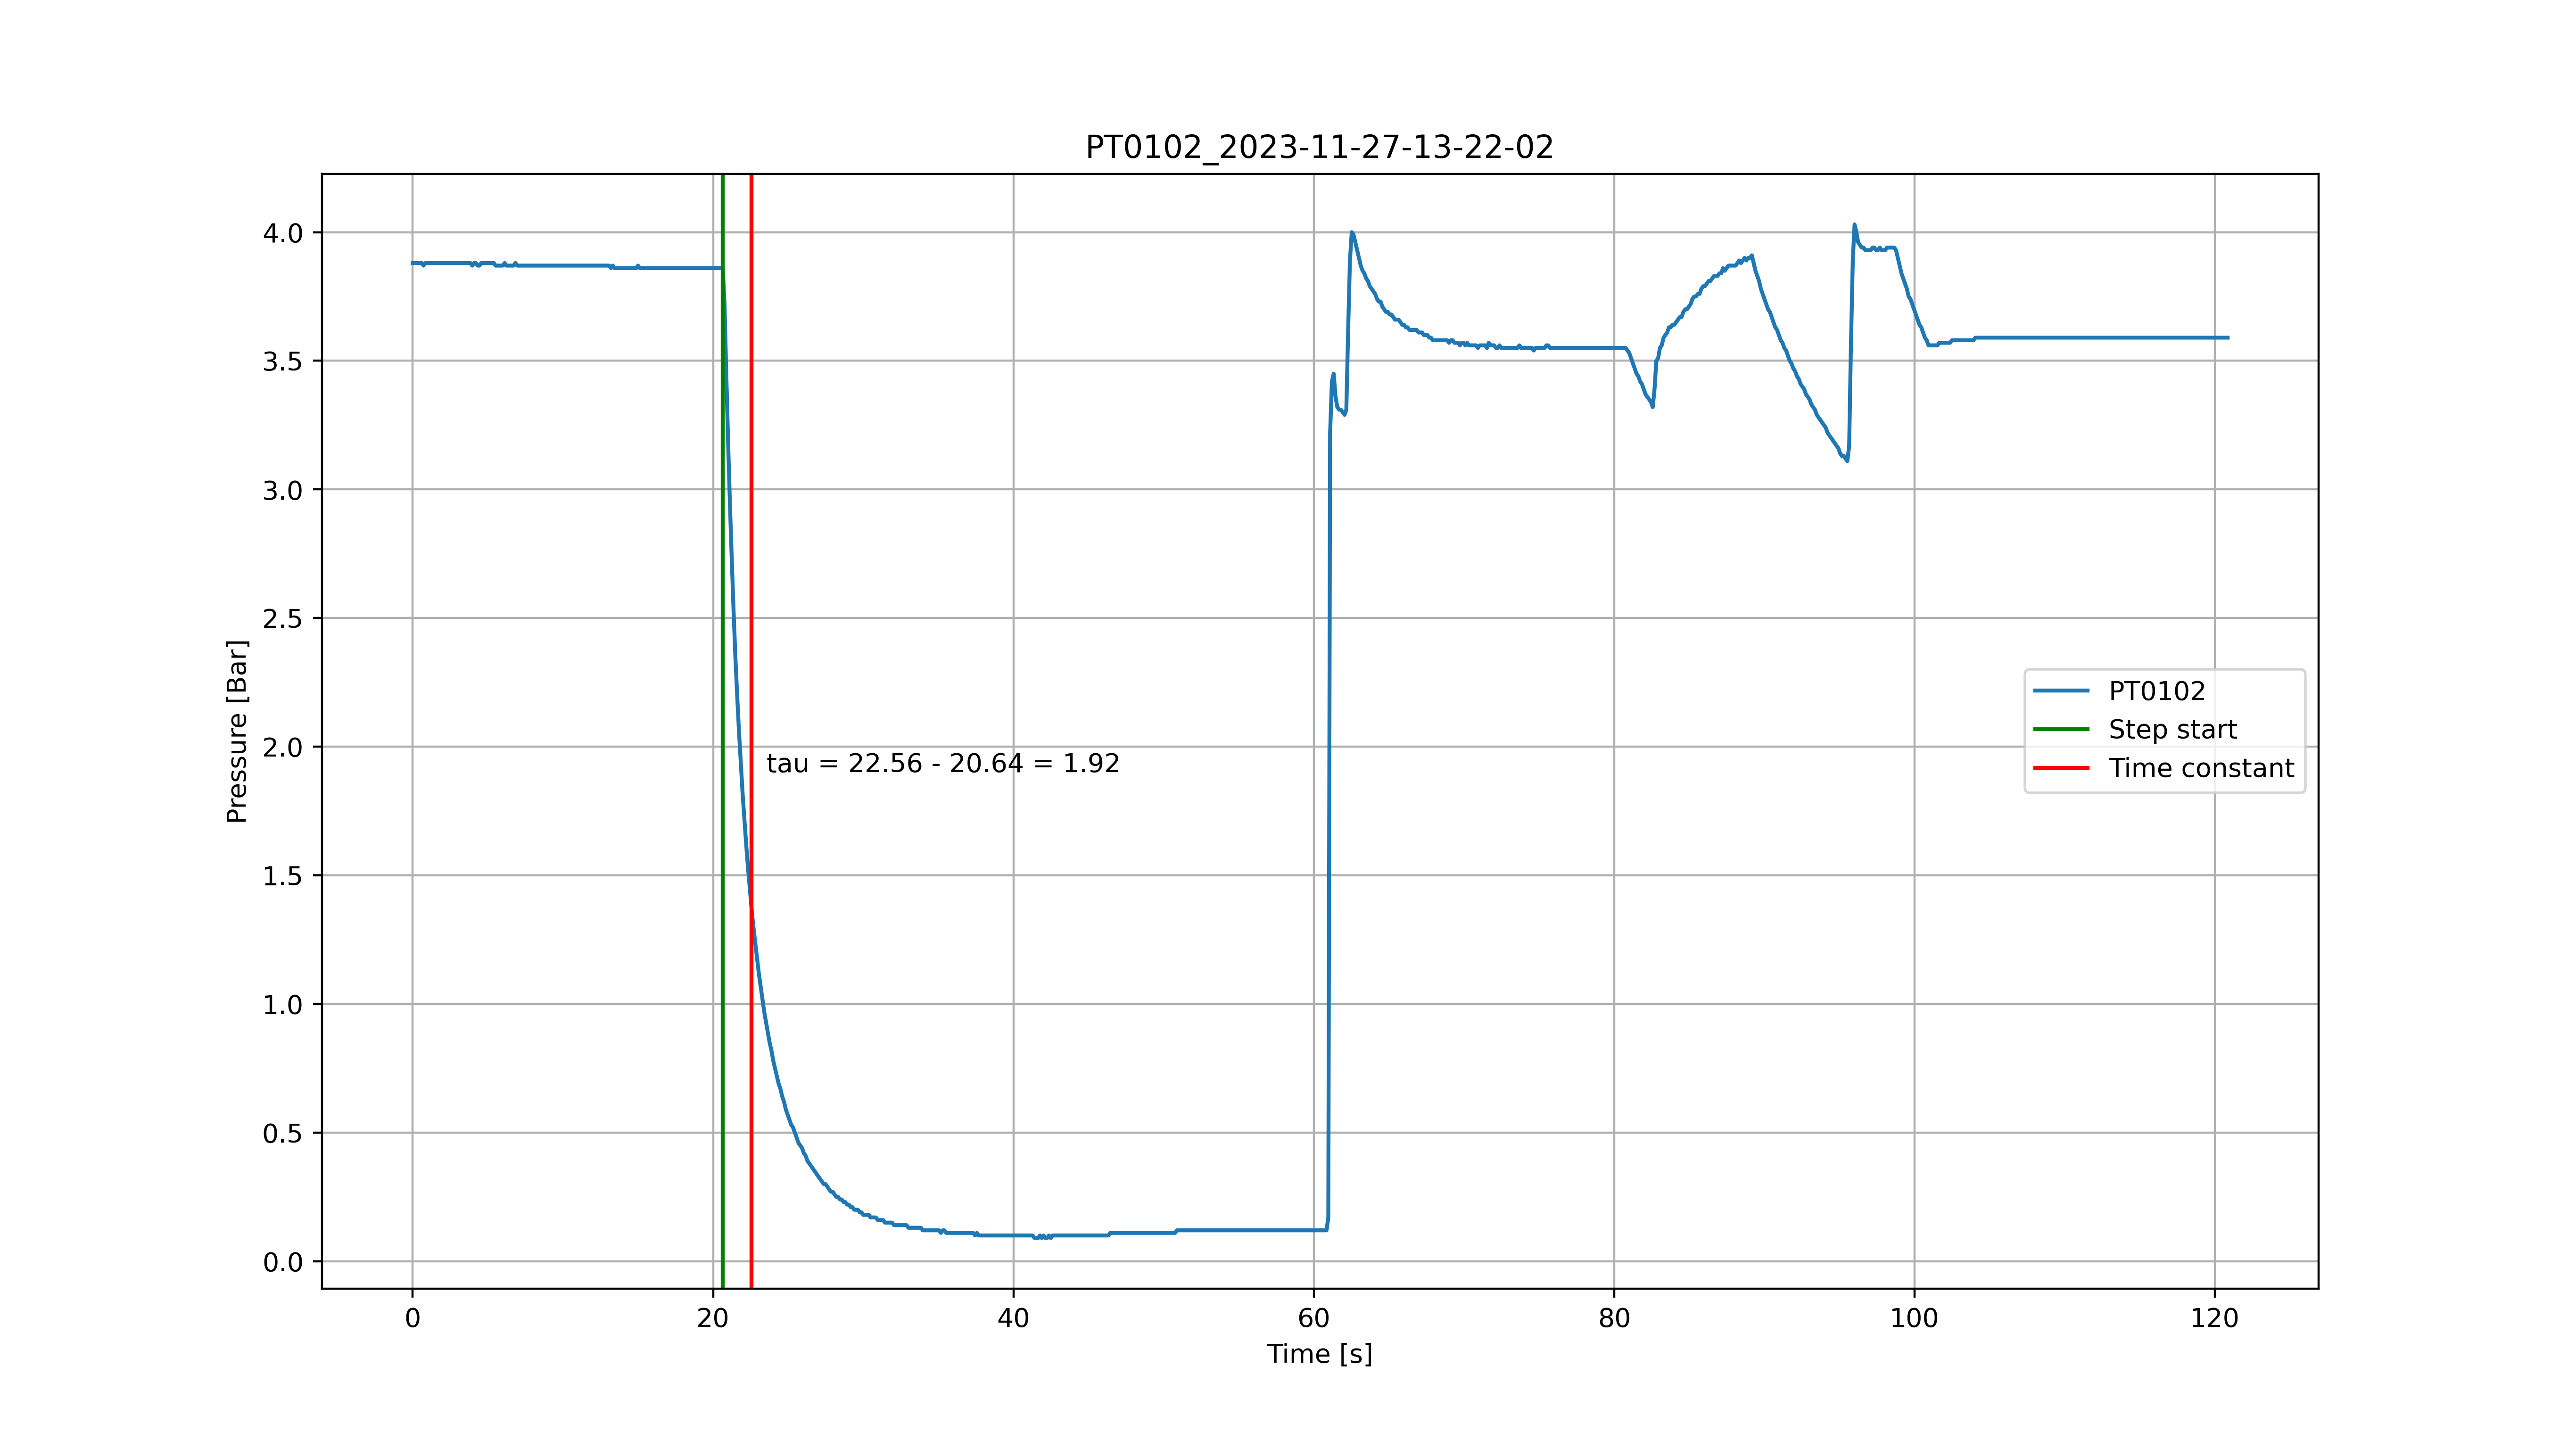 PT0102_2023-11-27-13-22-02
4.0
3.5
3.0
2.5
2.0
1.5
1.0
0.5
0.0
Pressure [Bar]
tau = 22.56 - 20.64 = 1.92
PT0102
Step start
Time constant
0 20 40 60 80 100 120
Time [s]